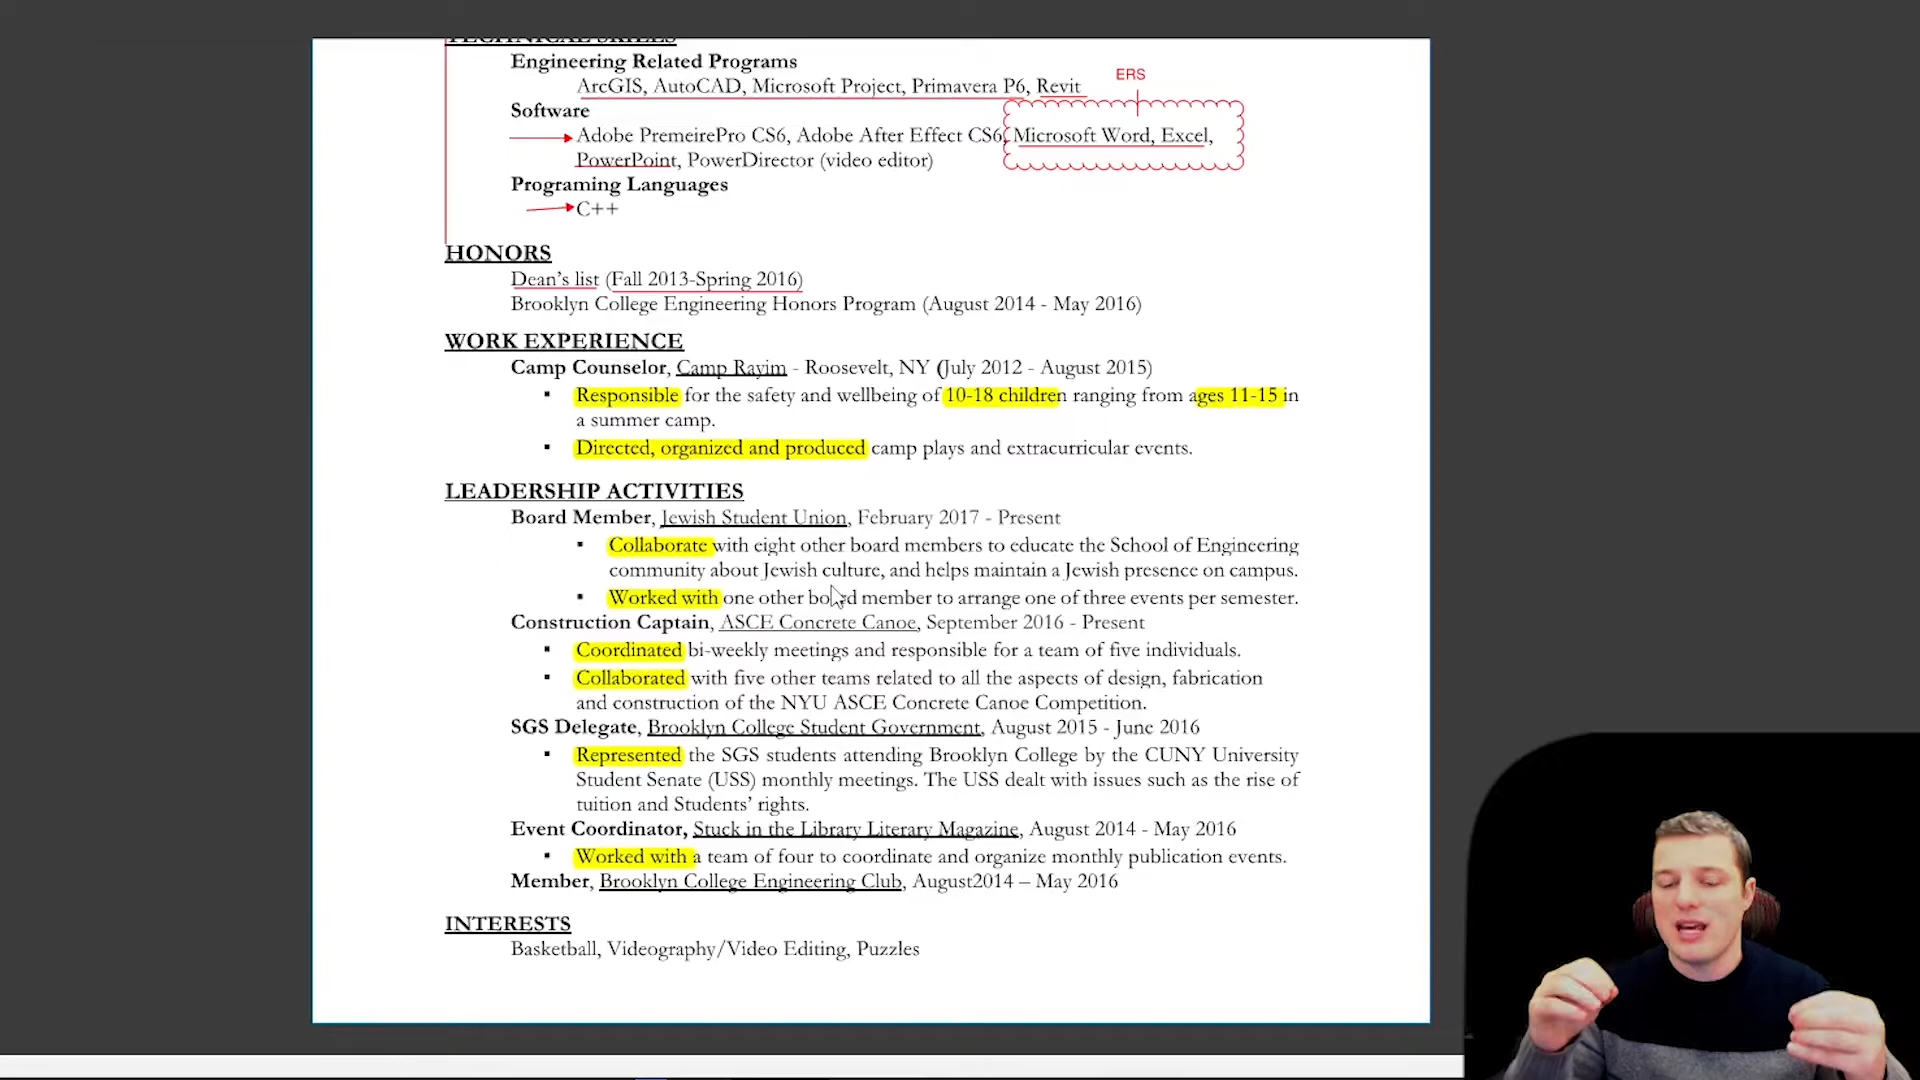 TECHNICAL SKILLS
Engineering Related Programs
ERS
ArcGIS, AutoCAD, Microsoft Project, Primavera P6, Revit
Software
Adobe PremeirePro CS6, Adobe After Effect CS6, Microsoft Word, Excel,
PowerPoint, PowerDirector (video editor)
Programing Languages
C++
HONORS
Dean's list (Fall 2013-Spring 2016)
Brooklyn College Engineering Honors Program (August 2014 - May 2016)
WORK EXPERIENCE
Camp Counselor, Camp Rayim - Roosevelt, NY (July 2012 - August 2015)
▪ Responsible for the safety and wellbeing of 10-18 children ranging from ages 11-15 in
a summer camp.
▪ Directed, organized and produced camp plays and extracurricular events.
LEADERSHIP ACTIVITIES
Board Member, Jewish Student Union, February 2017 - Present
▪ Collaborate with eight other board members to educate the School of Engineering
community about Jewish culture, and helps maintain a Jewish presence on campus.
▪ Worked with one other board member to arrange one of three events per semester.
Construction Captain, ASCE Concrete Canoe, September 2016 - Present
▪ Coordinated bi-weekly meetings and responsible for a team of five individuals.
▪ Collaborated with five other teams related to all the aspects of design, fabrication
and construction of the NYU ASCE Concrete Canoe Competition.
SGS Delegate, Brooklyn College Student Government, August 2015 - June 2016
▪ Represented the SGS students attending Brooklyn College by the CUNY University
Student Senate (USS) monthly meetings. The USS dealt with issues such as the rise of
tuition and Students' rights.
Event Coordinator, Stuck in the Library Literary Magazine, August 2014 - May 2016
▪ Worked with a team of four to coordinate and organize monthly publication events.
Member, Brooklyn College Engineering Club, August2014 – May 2016
INTERESTS
Basketball, Videography/Video Editing, Puzzles